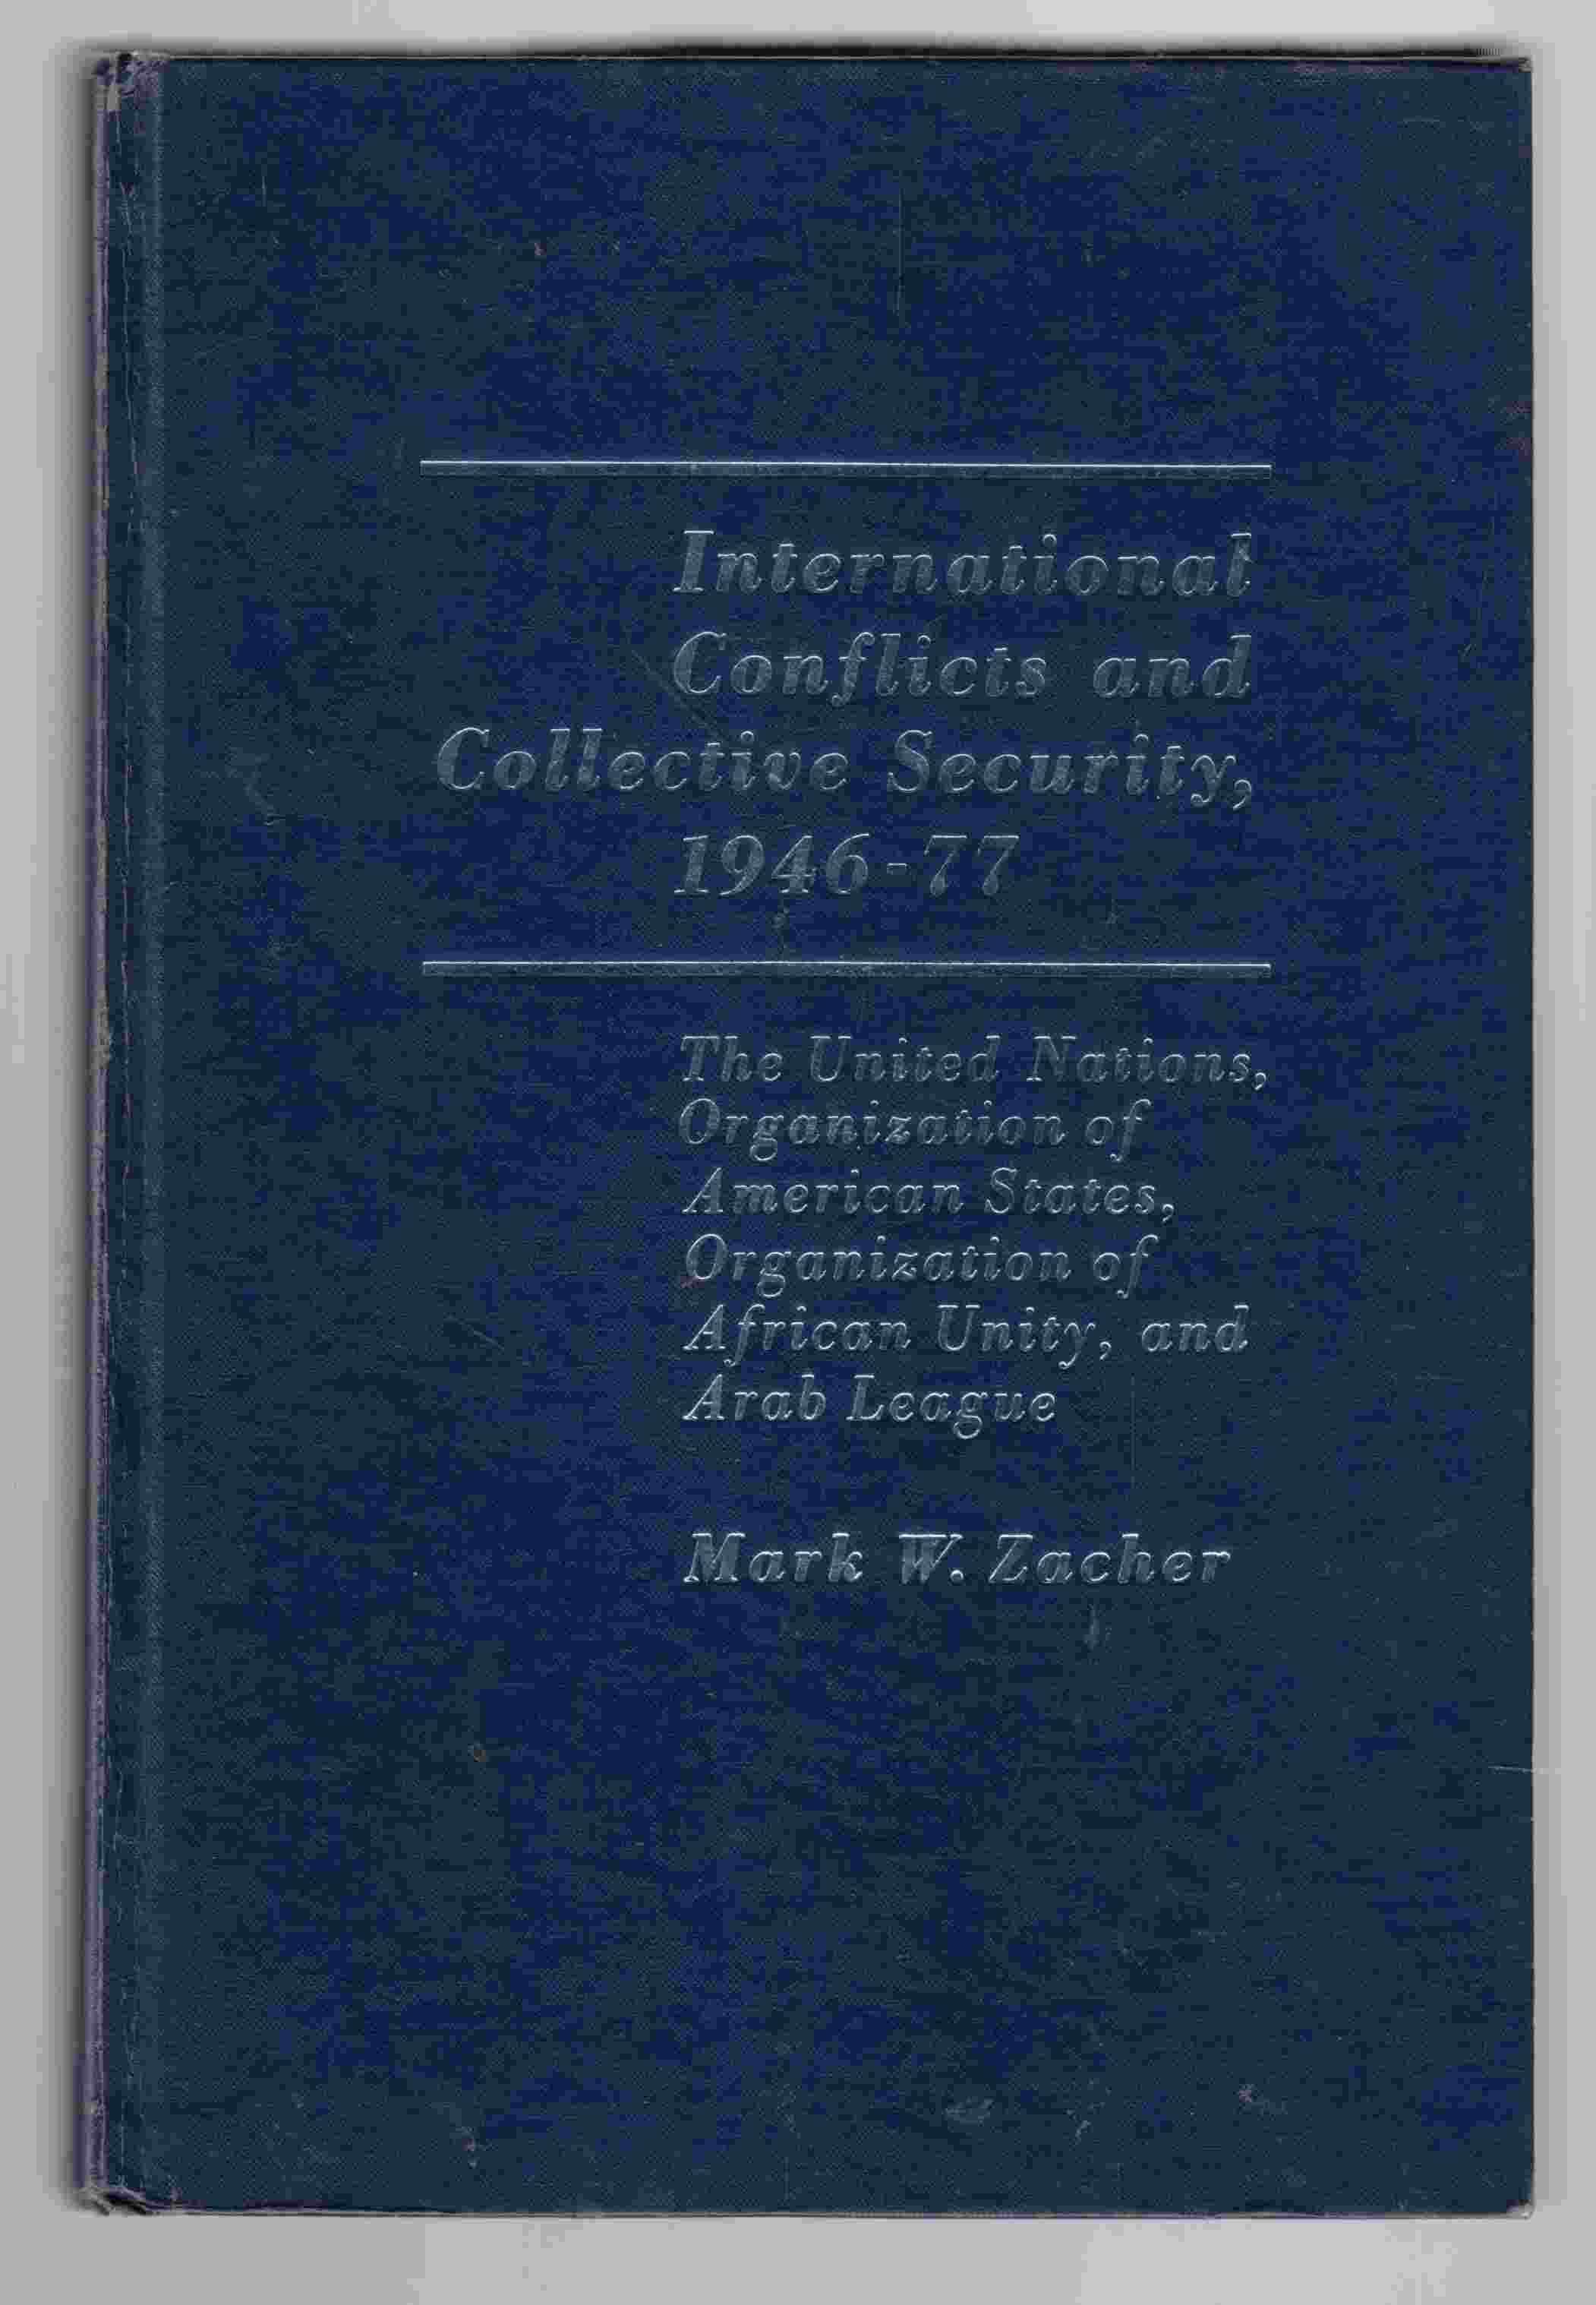 International
Conflicts and
Collective Security,
1946-77
The United Nations,
Organization of
American States,
Organization of
African Unity, and
Arab League
Mark W. Zacher